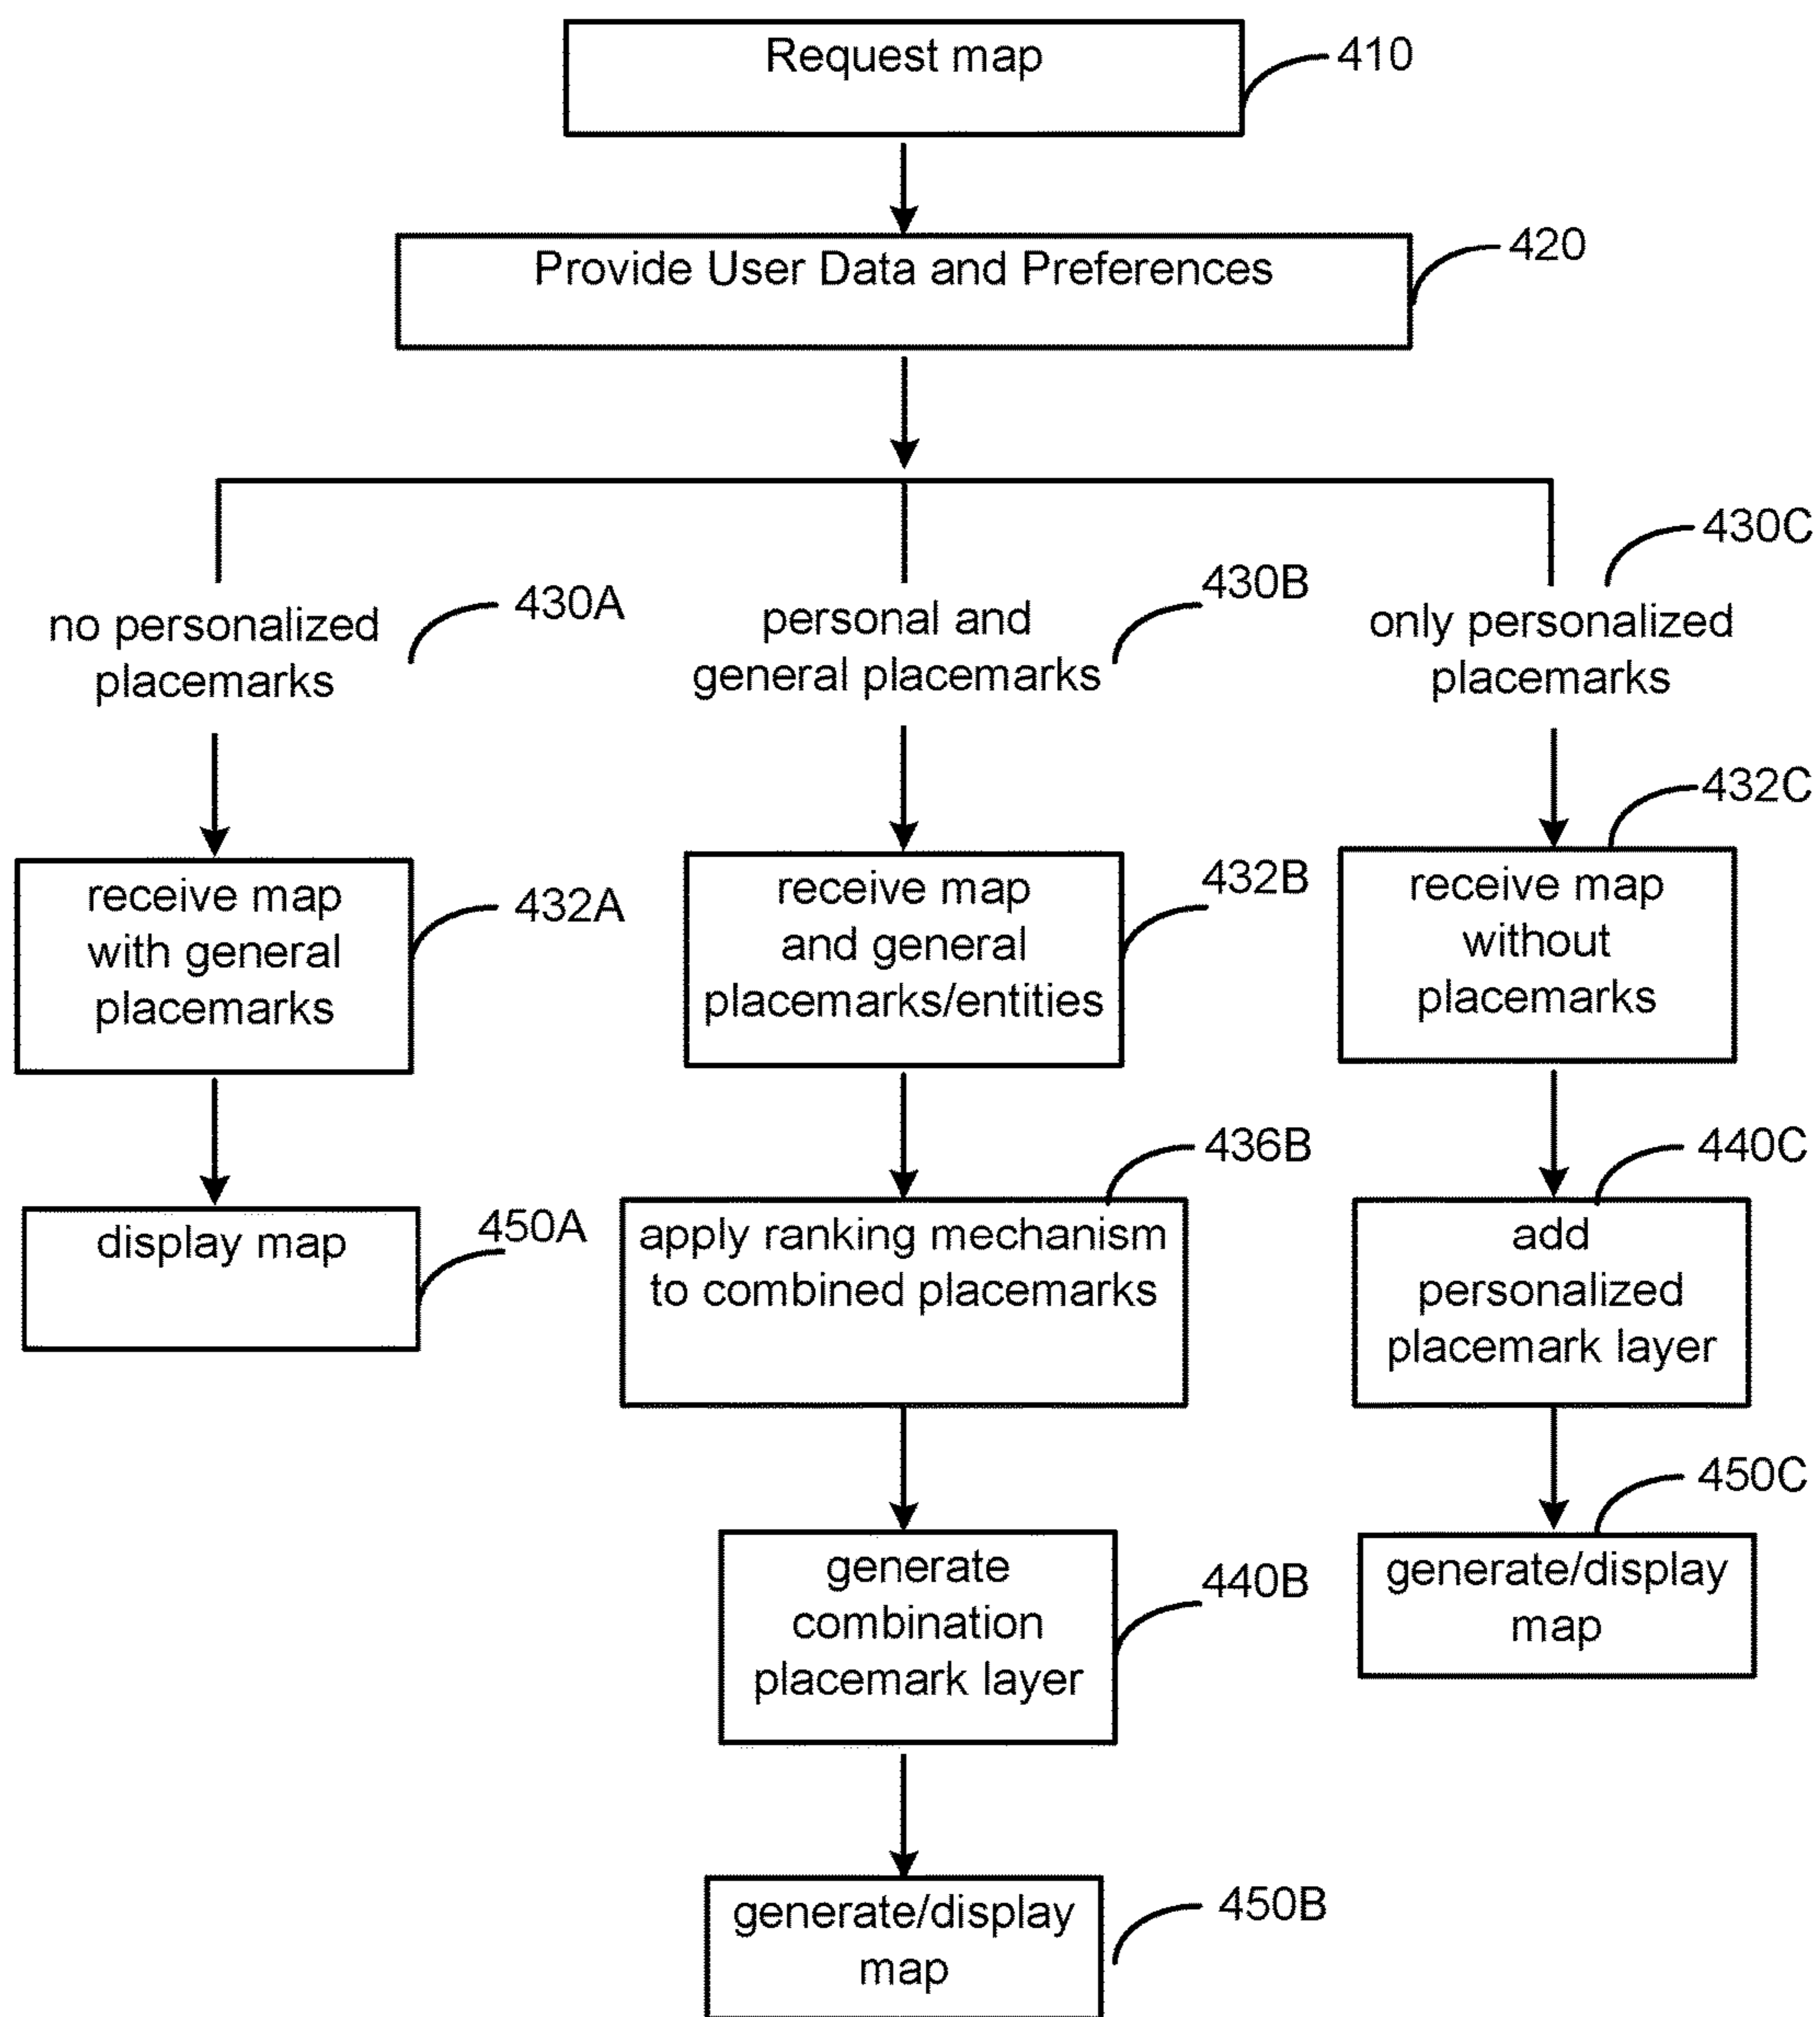 Request map
410
Provide User Data and Preferences
420
no personalized
placemarks
430A
personal and
general placemarks
430B
only personalized
placemarks
430C
receive map
with general
placemarks
432A
receive map
and general
placemarks/entities
432B
receive map
without
placemarks
432C
display map
450A
apply ranking mechanism
to combined placemarks
436B
add
personalized
placemark layer
440C
generate
combination
placemark layer
440B
generate/display
map
450C
generate/display
map
450B